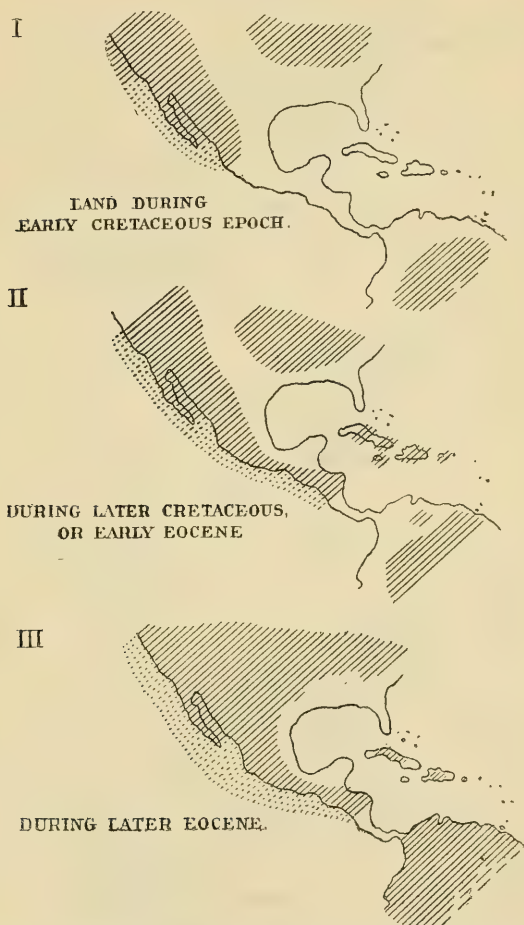 I
LAND DURING
EARLY CRETACEOUS EPOCH.
II
DURING LATER CRETACEOUS,
OR EARLY EOCENE
III
DURING LATER EOCENE.